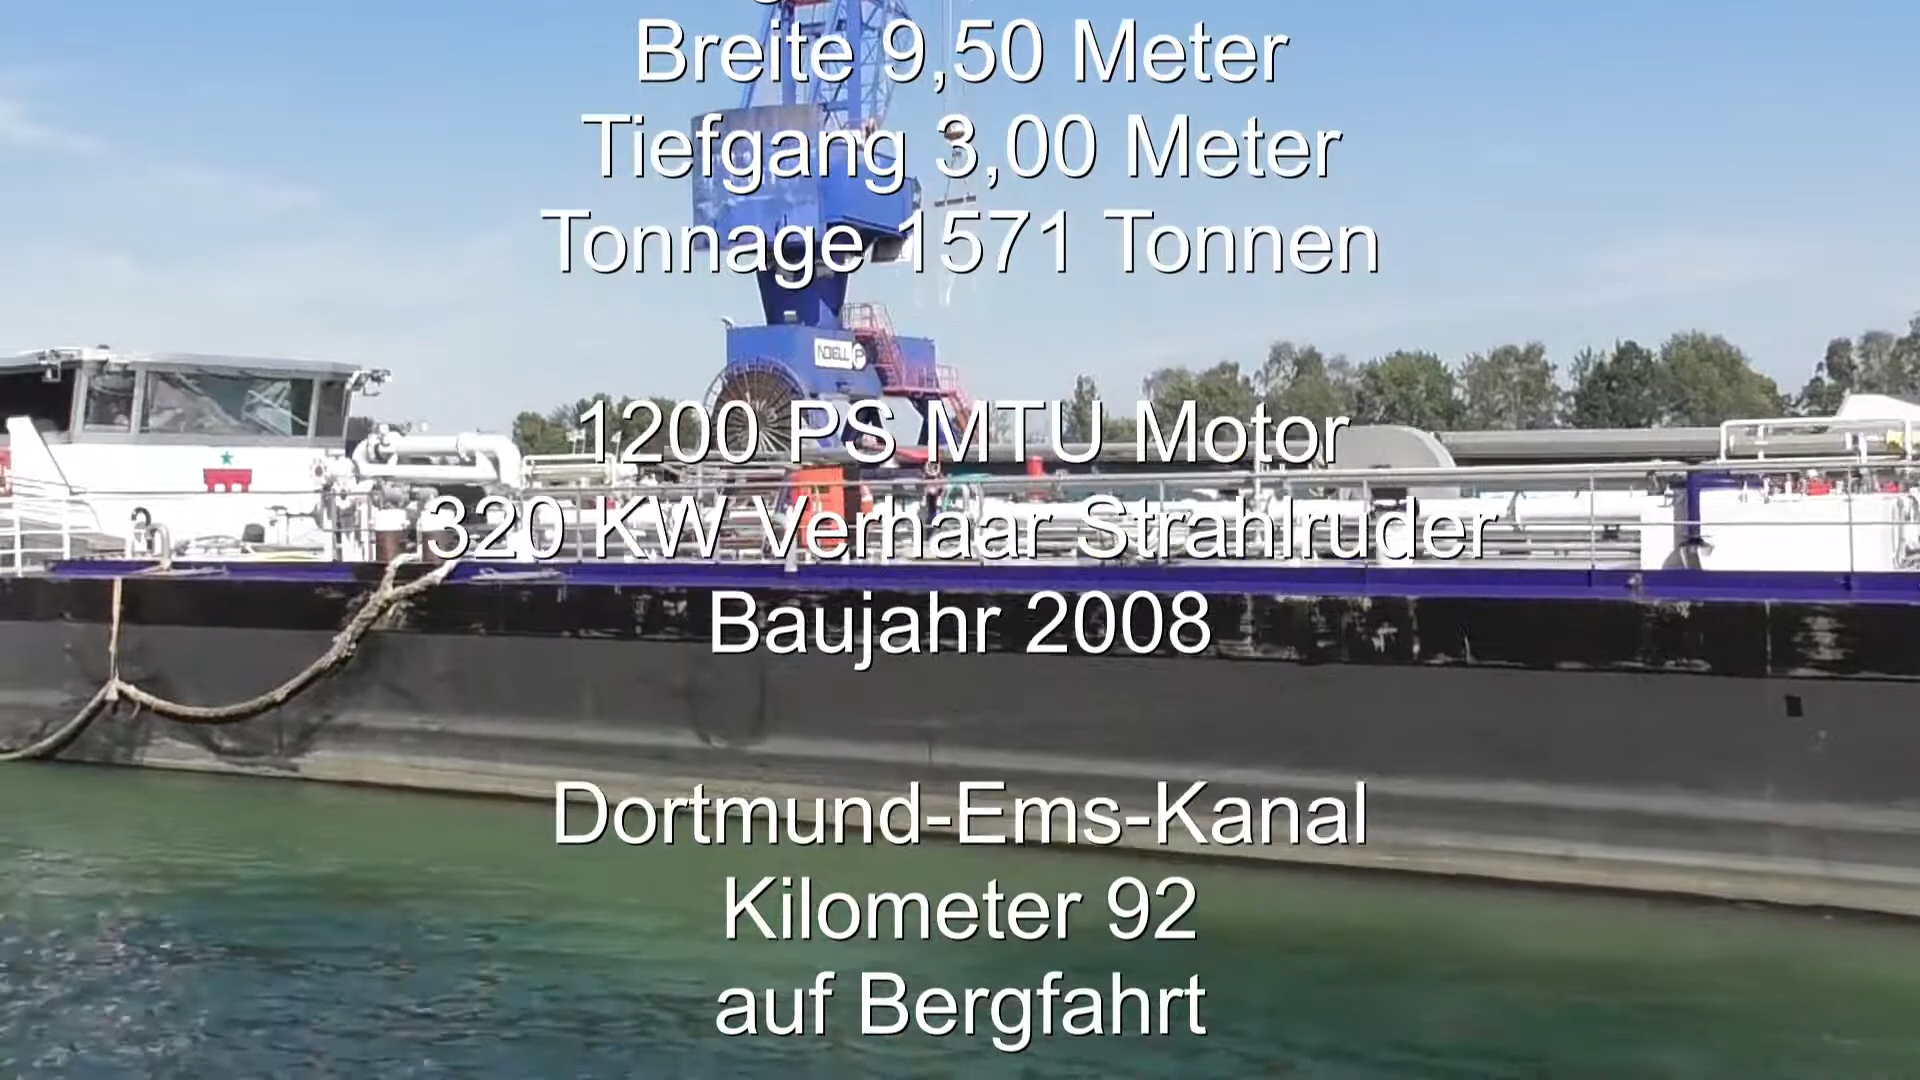 Breite 9,50 Meter
Tiefgang 3,00 Meter
Tonnage 1571 Tonnen
NOELL
1200 PS MTU Motor
320 KW Verhaar Strahlruder
Baujahr 2008
Dortmund-Ems-Kanal
Kilometer 92
auf Bergfahrt